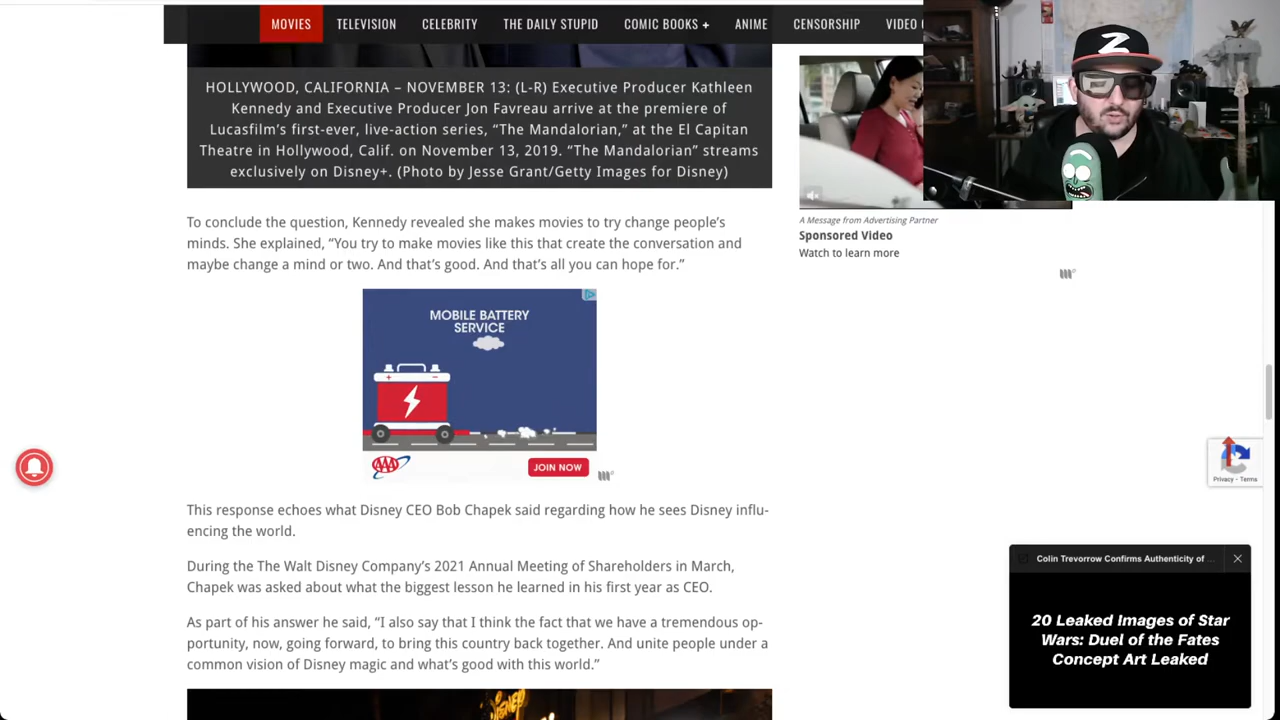 MOVIES TELEVISION CELEBRITY THE DAILY STUPID COMIC BOOKS + ANIME CENSORSHIP VIDEO
Z
HOLLYWOOD, CALIFORNIA – NOVEMBER 13: (L-R) Executive Producer Kathleen
Kennedy and Executive Producer Jon Favreau arrive at the premiere of
Lucasfilm’s first-ever, live-action series, “The Mandalorian,” at the El Capitan
Theatre in Hollywood, Calif. on November 13, 2019. “The Mandalorian” streams
exclusively on Disney+. (Photo by Jesse Grant/Getty Images for Disney)
To conclude the question, Kennedy revealed she makes movies to try change people’s
minds. She explained, “You try to make movies like this that create the conversation and
maybe change a mind or two. And that’s good. And that’s all you can hope for.”
MOBILE BATTERY
SERVICE
AAA
JOIN NOW
This response echoes what Disney CEO Bob Chapek said regarding how he sees Disney influ-
encing the world.
During the The Walt Disney Company’s 2021 Annual Meeting of Shareholders in March,
Chapek was asked about what the biggest lesson he learned in his first year as CEO.
As part of his answer he said, “I also say that I think the fact that we have a tremendous op-
portunity, now, going forward, to bring this country back together. And unite people under a
common vision of Disney magic and what’s good with this world.”
DISNEY
A Message from Advertising Partner
Sponsored Video
Watch to learn more
Privacy - Terms
Colin Trevorrow Confirms Authenticity of ...
20 Leaked Images of Star
Wars: Duel of the Fates
Concept Art Leaked